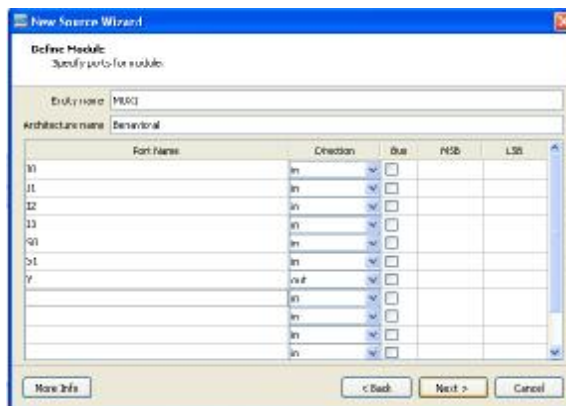 New Source Wizard
Define Module
Specify ports for module.
Entity name
Architecture name Behavioral
Port Name Direction Bus MSB LSB
I0 in
I1 in
I2 in
I3 in
S0 in
S1 in
Y out
in
in
in
in
More Info < Back Next > Cancel